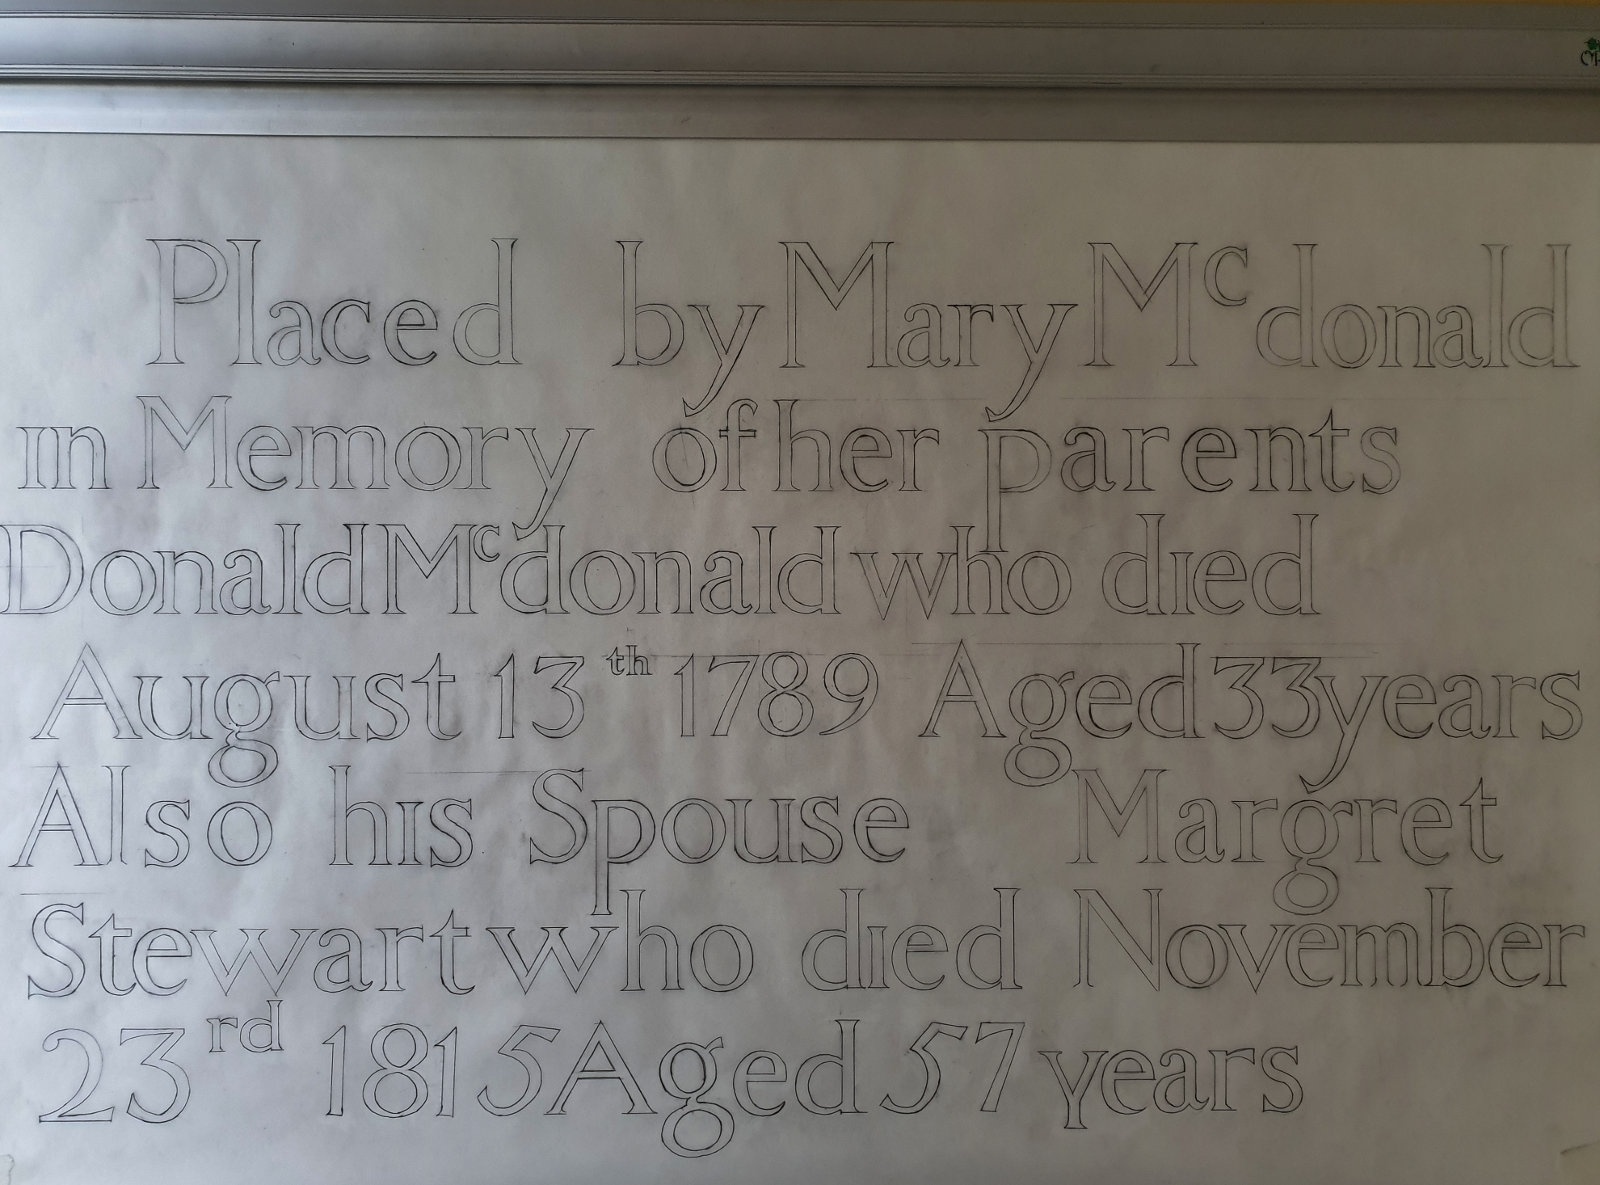 Placed by Mary Mᶜdonald
in Memory of her parents
Donald Mᶜdonald who died
August 13th 1789 Aged 33 years
Also his Spouse Margret
Stewart who died November
23rd 1815 Aged 57 years